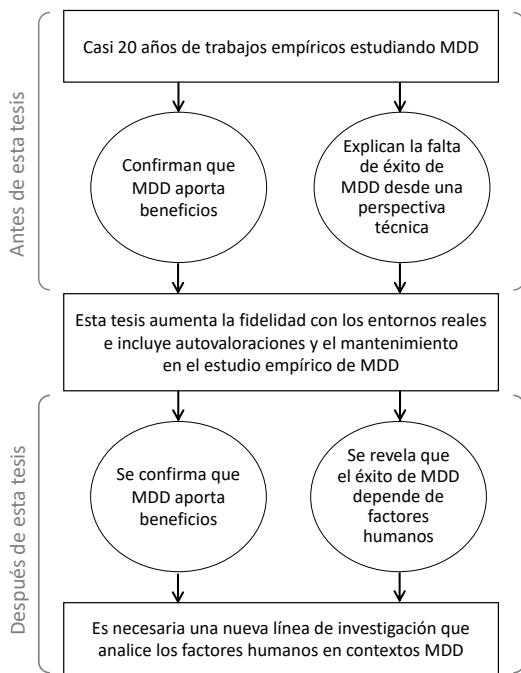 Antes de esta tesis
Casi 20 años de trabajos empíricos estudiando MDD
Confirman que
MDD aporta
beneficios
Explican la falta
de éxito de
MDD desde una
perspectiva
técnica
Esta tesis aumenta la fidelidad con los entornos reales
e incluye autovaloraciones y el mantenimiento
en el estudio empírico de MDD
Después de esta tesis
Se confirma que
MDD aporta
beneficios
Se revela que
el éxito de MDD
depende de
factores
humanos
Es necesaria una nueva línea de investigación que
analice los factores humanos en contextos MDD